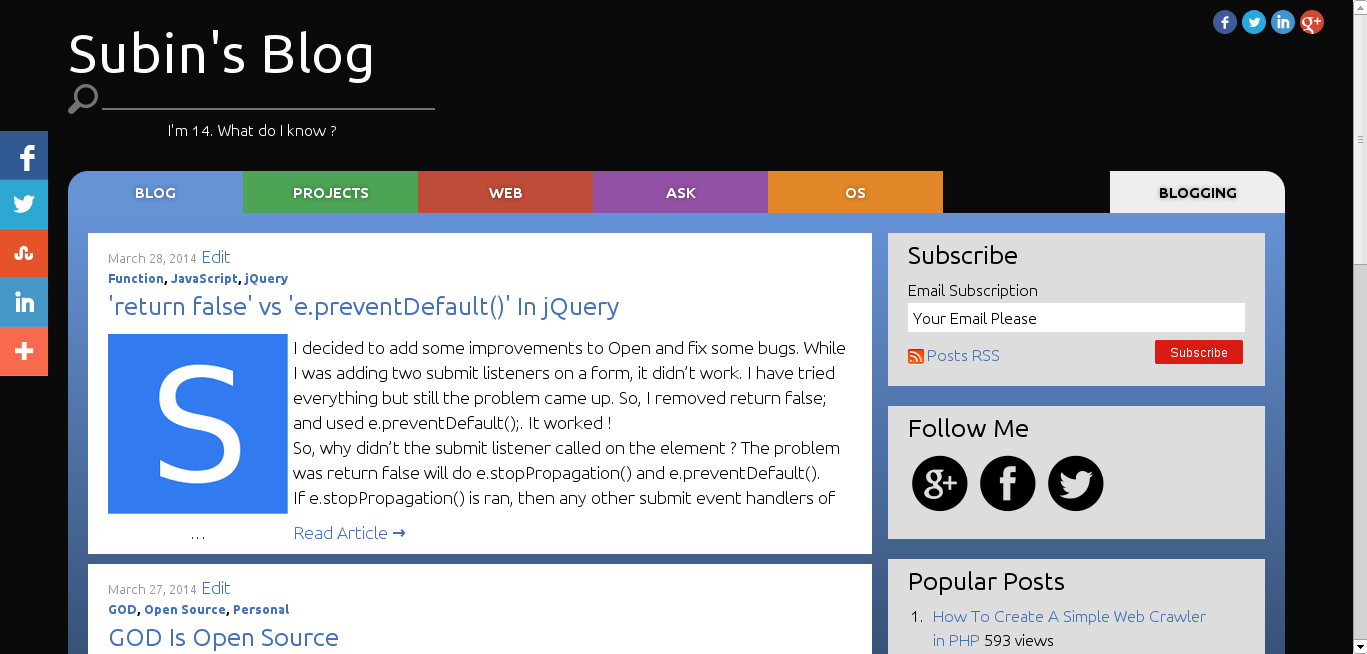 Subin's Blog
I'm 14. What do I know ?
BLOG
PROJECTS
WEB
ASK
OS
BLOGGING
March 28, 2014 Edit
Function, JavaScript, jQuery
'return false' vs 'e.preventDefault()' In jQuery
S
I decided to add some improvements to Open and fix some bugs. While
I was adding two submit listeners on a form, it didn’t work. I have tried
everything but still the problem came up. So, I removed return false;
and used e.preventDefault();. It worked !
So, why didn’t the submit listener called on the element ? The problem
was return false will do e.stopPropagation() and e.preventDefault().
If e.stopPropagation() is ran, then any other submit event handlers of
…
Read Article →
March 27, 2014 Edit
GOD, Open Source, Personal
GOD Is Open Source
Subscribe
Email Subscription
Your Email Please
Posts RSS
Subscribe
Follow Me
Popular Posts
1. How To Create A Simple Web Crawler
in PHP 593 views